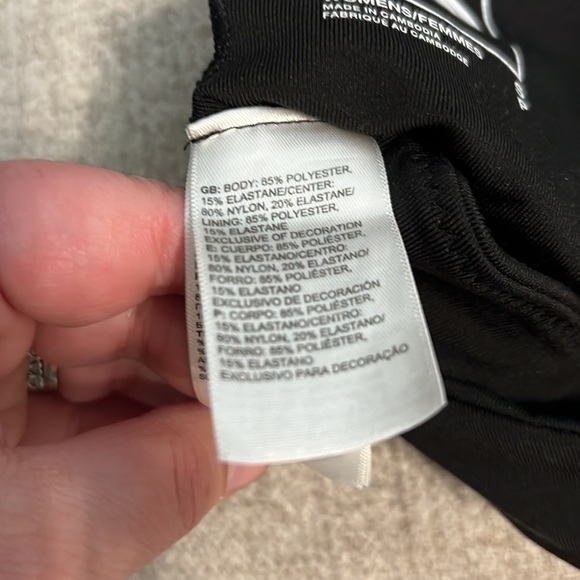 WOMENS/FEMMES
MADE IN CAMBODIA
FABRIQUÉ AU CAMBODGE
GB: BODY: 85% POLYESTER,
15% ELASTANE/CENTER:
80% NYLON, 20% ELASTANE/
LINING: 85% POLYESTER,
15% ELASTANE
EXCLUSIVE OF DECORATION
E: CUERPO: 85% POLIÉSTER,
15% ELASTANO/CENTRO:
80% NYLON, 20% ELASTANO/
FORRO: 85% POLIÉSTER,
15% ELASTANO
EXCLUSIVO DE DECORACIÓN
P: CORPO: 85% POLIÉSTER,
15% ELASTANO/CENTRO:
80% NYLON, 20% ELASTANO/
FORRO: 85% POLIÉSTER,
15% ELASTANO
EXCLUSIVO PARA DECORAÇÃO